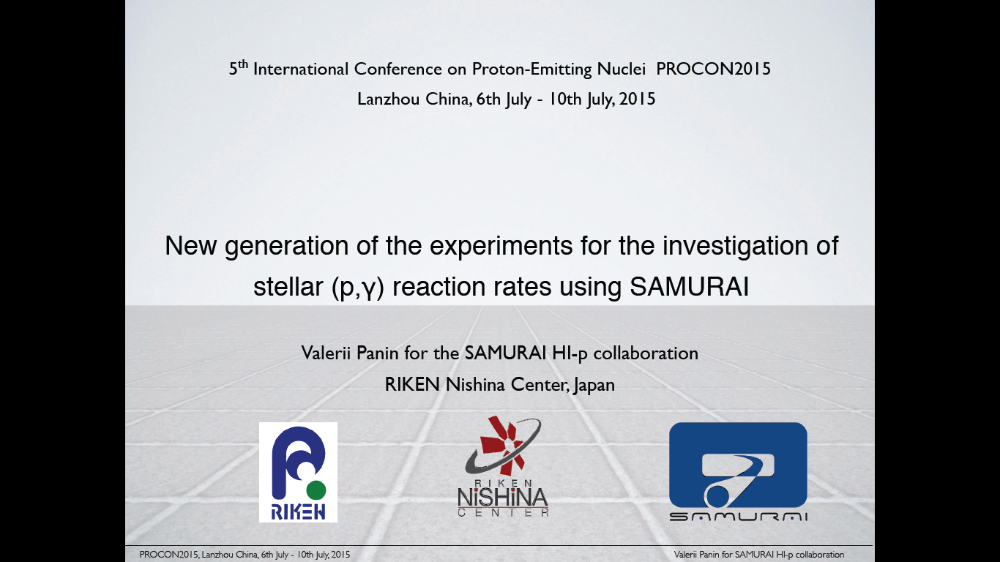 5th International Conference on Proton-Emitting Nuclei PROCON2015
Lanzhou China, 6th July - 10th July, 2015
New generation of the experiments for the investigation of
stellar (p,γ) reaction rates using SAMURAI
Valerii Panin for the SAMURAI HI-p collaboration
RIKEN Nishina Center, Japan
RIKEN
RIKEN
NiSHiNA
CENTER
SAMURAI
PROCON2015, Lanzhou China, 6th July - 10th July, 2015
Valerii Panin for SAMURAI HI-p collaboration